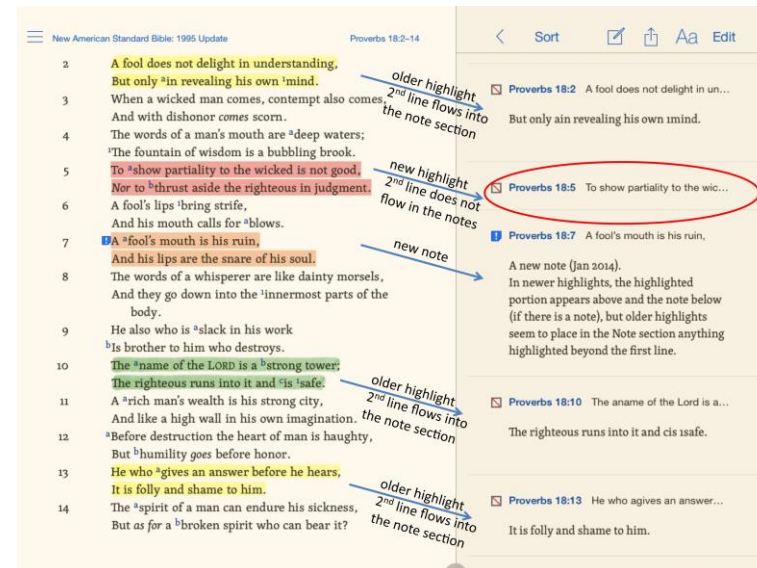 New American Standard Bible: 1995 Update
Proverbs 18:2–14
2 A fool does not delight in understanding,
But only ᵃin revealing his own ¹mind.
3 When a wicked man comes, contempt also comes,
And with dishonor comes scorn.
4 The words of a man's mouth are ᵃdeep waters;
¹The fountain of wisdom is a bubbling brook.
5 To ᵃshow partiality to the wicked is not good,
Nor to ᵇthrust aside the righteous in judgment.
6 A fool's lips ¹bring strife,
And his mouth calls for ᵃblows.
7 A ᵃfool's mouth is his ruin,
And his lips are the snare of his soul.
8 The words of a whisperer are like dainty morsels,
And they go down into the ¹innermost parts of the
body.
9 He also who is ᵃslack in his work
ᵇIs brother to him who destroys.
10 The ᵃname of the LORD is a ᵇstrong tower;
The righteous runs into it and ᶜis ¹safe.
11 A ᵃrich man's wealth is his strong city,
And like a high wall in his own imagination.
12 ᵃBefore destruction the heart of man is haughty,
But ᵇhumility goes before honor.
13 He who ᵃgives an answer before he hears,
It is folly and shame to him.
14 The ᵃspirit of a man can endure his sickness,
But as for a ᵇbroken spirit who can bear it?
older highlight
2nd line flows into
the note section
new highlight
2nd line does not
flow in the notes
new note
older highlight
2nd line flows into
the note section
older highlight
2nd line flows into
the note section
Sort
Aa
Edit
Proverbs 18:2 A fool does not delight in un...
But only ain revealing his own 1mind.
Proverbs 18:5 To show partiality to the wic...
Proverbs 18:7 A fool's mouth is his ruin,
A new note (Jan 2014).
In newer highlights, the highlighted
portion appears above and the note below
(if there is a note), but older highlights
seem to place in the Note section anything
highlighted beyond the first line.
Proverbs 18:10 The aname of the Lord is a...
The righteous runs into it and cis 1safe.
Proverbs 18:13 He who agives an answer...
It is folly and shame to him.